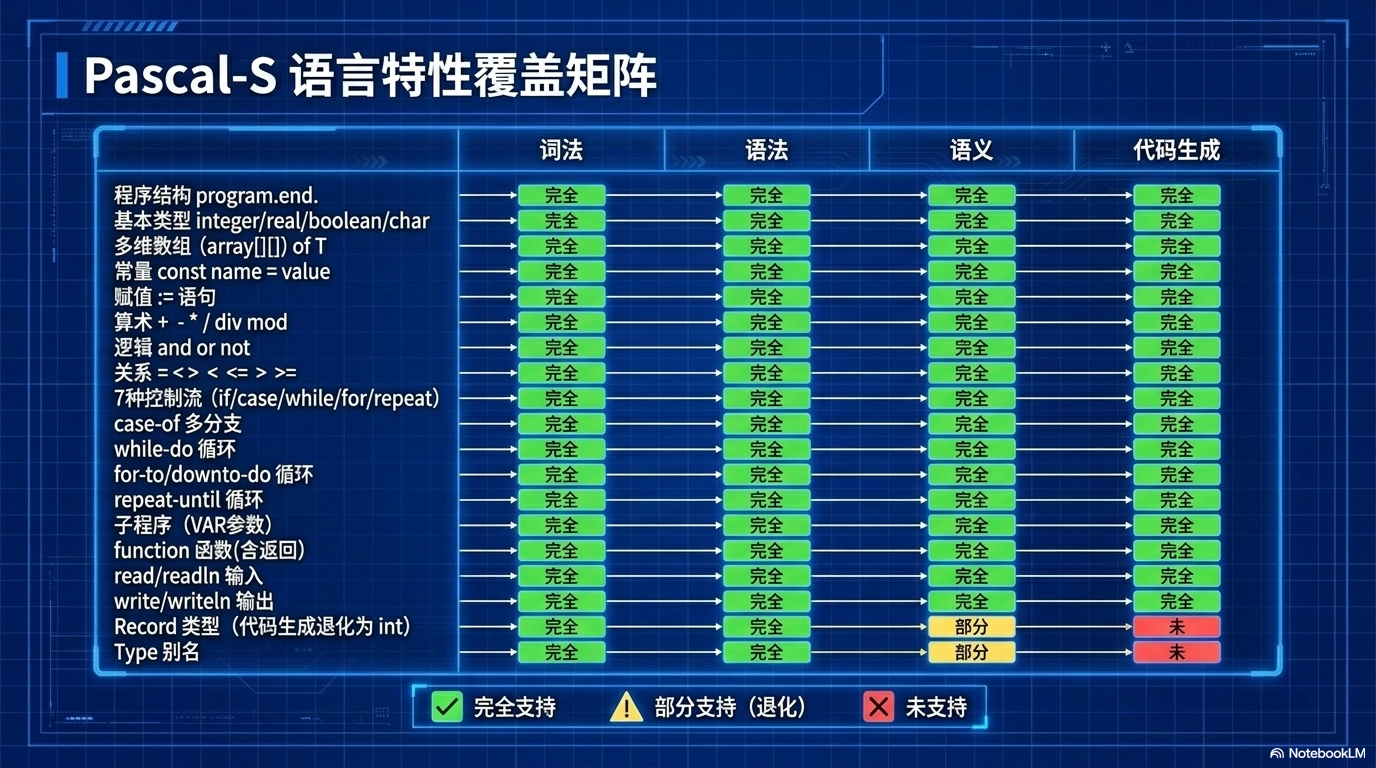 Pascal-S 语言特性覆盖矩阵
词法 语法 语义 代码生成
程序结构 program.end. 完全 完全 完全 完全
基本类型 integer/real/boolean/char 完全 完全 完全 完全
多维数组 (array[][]) of T 完全 完全 完全 完全
常量 const name = value 完全 完全 完全 完全
赋值 := 语句 完全 完全 完全 完全
算术 + - * / div mod 完全 完全 完全 完全
逻辑 and or not 完全 完全 完全 完全
关系 = < > < <= > >= 完全 完全 完全 完全
7种控制流（if/case/while/for/repeat） 完全 完全 完全 完全
case-of 多分支 完全 完全 完全 完全
while-do 循环 完全 完全 完全 完全
for-to/downto-do 循环 完全 完全 完全 完全
repeat-until 循环 完全 完全 完全 完全
子程序（VAR参数） 完全 完全 完全 完全
function 函数(含返回） 完全 完全 完全 完全
read/readln 输入 完全 完全 完全 完全
write/writeln 输出 完全 完全 完全 完全
Record 类型（代码生成退化为 int） 完全 完全 部分 未
Type 别名 完全 完全 部分 未
完全支持 部分支持（退化） 未支持
NotebookLM